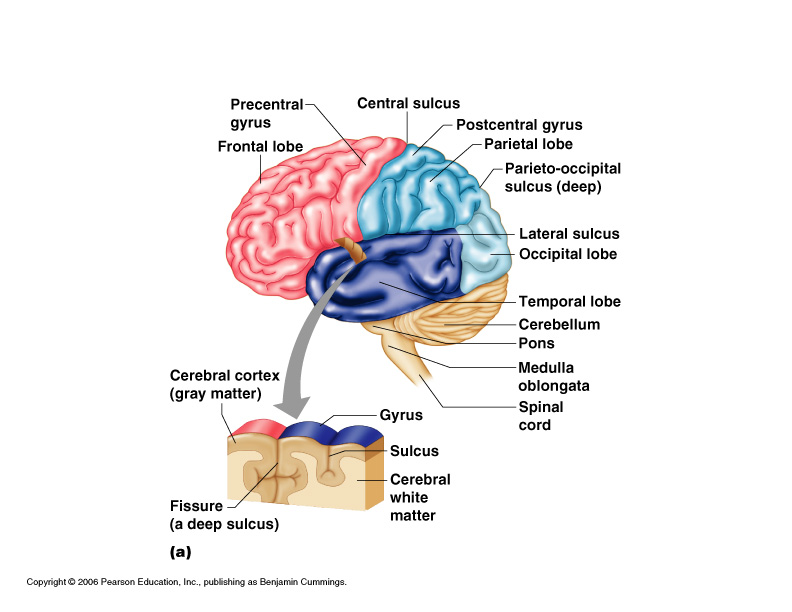 Precentral
gyrus
Central sulcus
Postcentral gyrus
Frontal lobe
Parietal lobe
Parieto-occipital
sulcus (deep)
Lateral sulcus
Occipital lobe
Temporal lobe
Cerebellum
Pons
Medulla
oblongata
Spinal
cord
Cerebral cortex
(gray matter)
Gyrus
Sulcus
Cerebral
white
matter
Fissure
(a deep sulcus)
(a)
Copyright © 2006 Pearson Education, Inc., publishing as Benjamin Cummings.